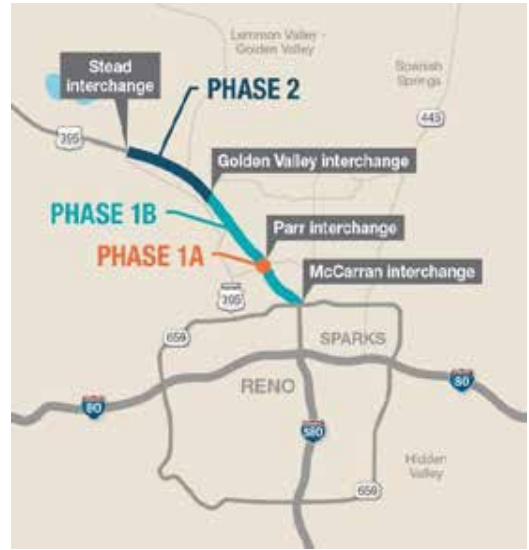 Lemmon Valley -
Golden Valley
Stead
interchange
Spanish
Springs
PHASE 2
445
395
Golden Valley interchange
PHASE 1B
Parr interchange
PHASE 1A
McCarran interchange
395
659
SPARKS
RENO
80
80
580
Hidden
Valley
659